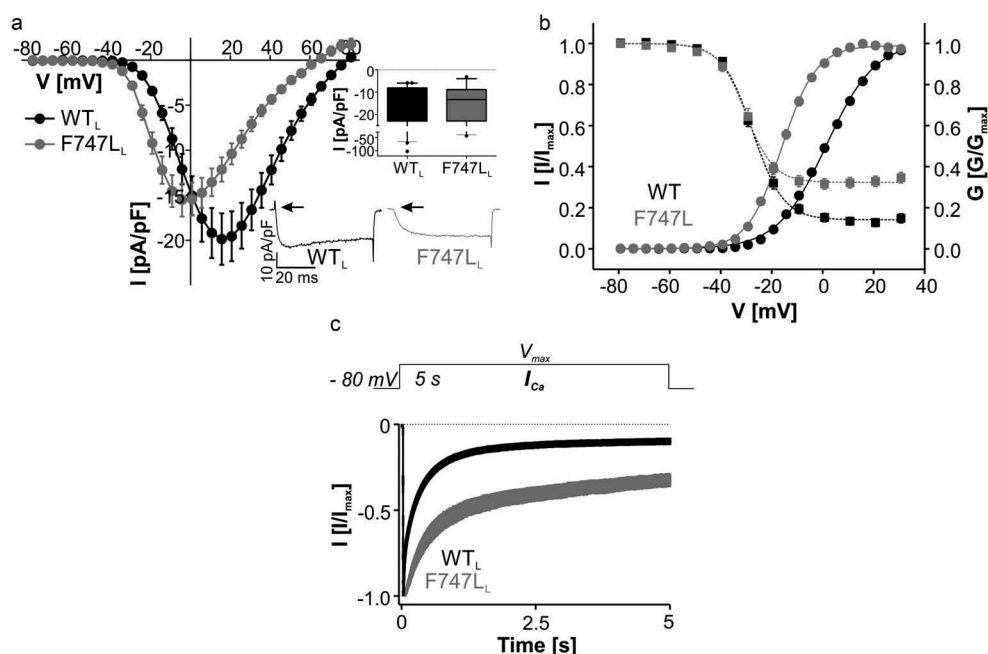 a
-80 -60 -40 -20 0 20 40 60 80
V [mV]
WTL
F747LL
-5
-10
-15
-20
I [pA/pF]
0
-10
-20
-50
-100
I [pA/pF]
WTL F747LL
10 pA/pF
20 ms
WTL
F747LL
b
1.0
0.8
0.6
0.4
0.2
0.0
I [I/Imax.]
1.0
0.8
0.6
0.4
0.2
0.0
G [G/Gmax.]
WT
F747L
-80 -60 -40 -20 0 20 40
V [mV]
c
Vmax
- 80 mV 5 s ICa
0
-0.5
-1.0
I [I/Imax.]
WTL
F747LL
0 2.5 5
Time [s]